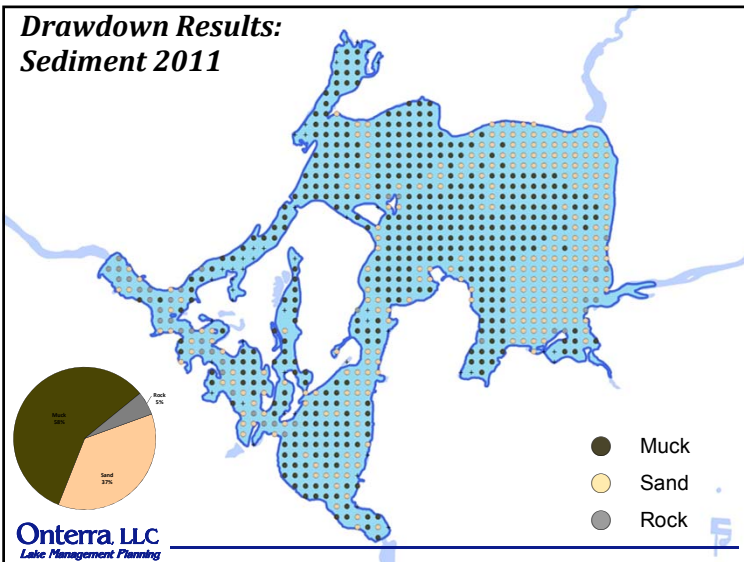 Drawdown Results:
Sediment 2011
Rock
5%
Muck
58%
Sand
37%
Muck
Sand
Rock
Onterra, LLC
Lake Management Planning